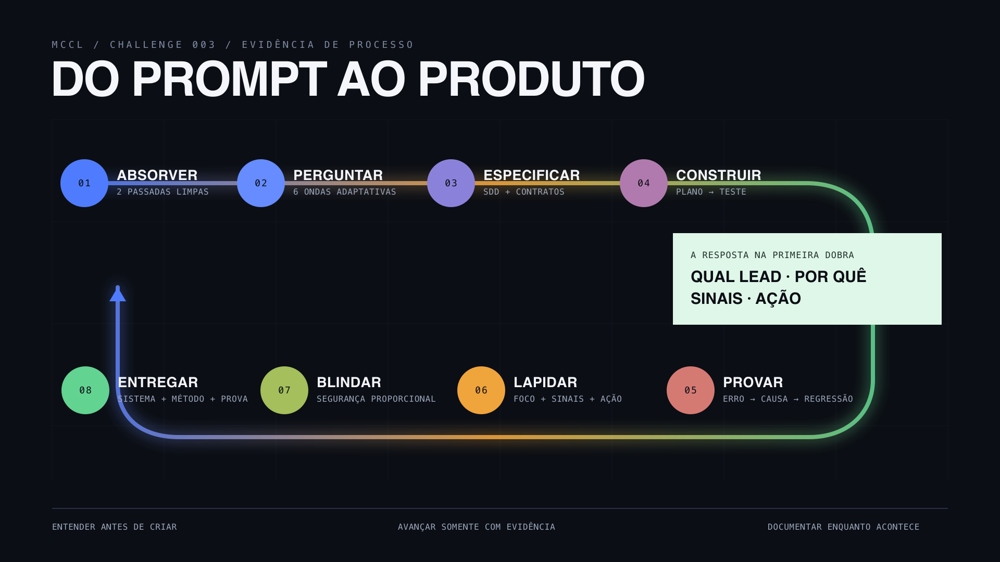 MCCL / CHALLENGE 003 / EVIDÊNCIA DE PROCESSO
DO PROMPT AO PRODUTO
01
ABSORVER
2 PASSADAS LIMPAS
02
PERGUNTAR
6 ONDAS ADAPTATIVAS
03
ESPECIFICAR
SDD + CONTRATOS
04
CONSTRUIR
PLANO → TESTE
A RESPOSTA NA PRIMEIRA DOBRA
QUAL LEAD · POR QUÊ
SINAIS · AÇÃO
08
ENTREGAR
SISTEMA + MÉTODO + PROVA
07
BLINDAR
SEGURANÇA PROPORCIONAL
06
LAPIDAR
FOCO + SINAIS + AÇÃO
05
PROVAR
ERRO → CAUSA → REGRESSÃO
ENTENDER ANTES DE CRIAR
AVANÇAR SOMENTE COM EVIDÊNCIA
DOCUMENTAR ENQUANTO ACONTECE